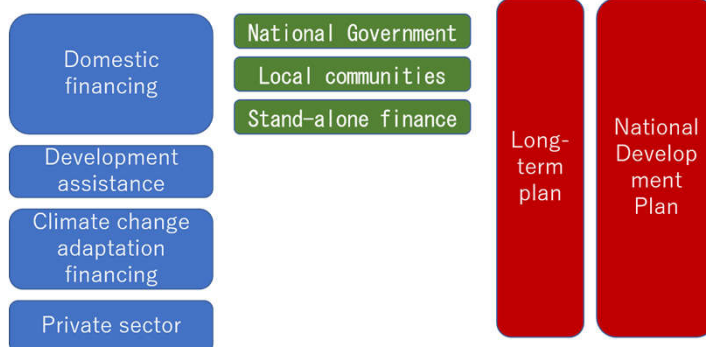 Domestic
financing
National Government
Local communities
Stand-alone finance
Development
assistance
Climate change
adaptation
financing
Private sector
Long-
term
plan
National
Develop
ment
Plan